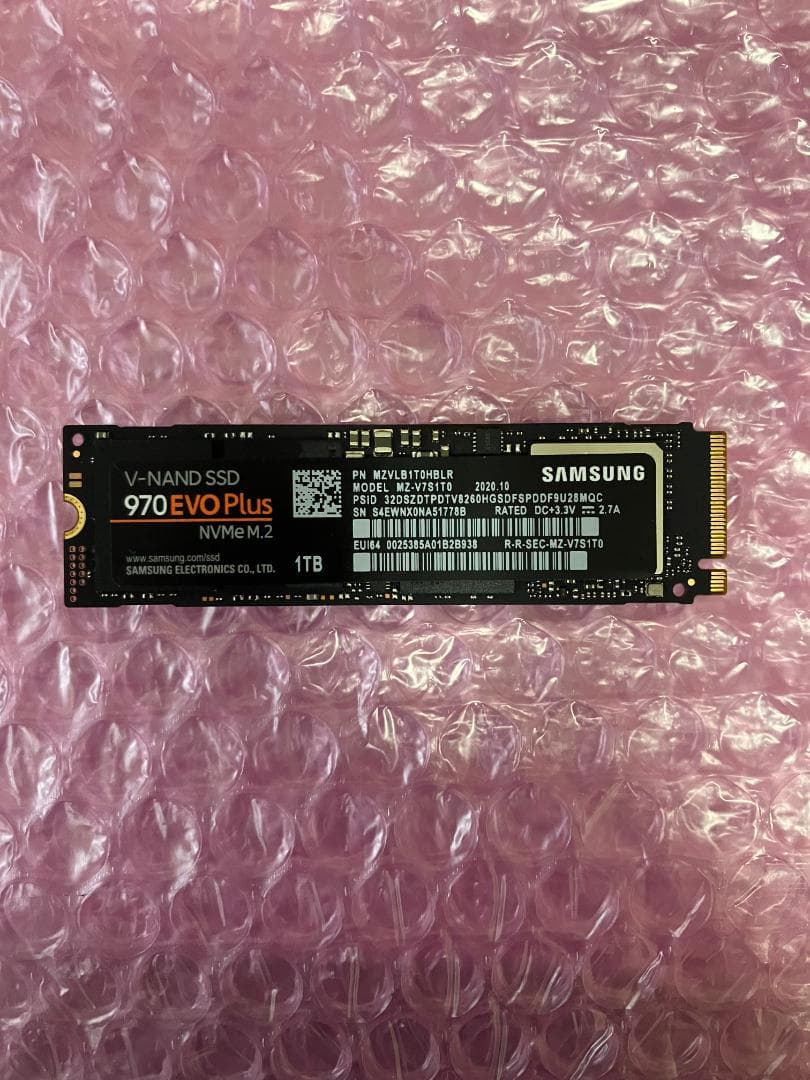 V-NAND SSD
970 EVO Plus
NVMe M.2
www.samsung.com/ssd
SAMSUNG ELECTRONICS CO., LTD.
1TB
SAMSUNG
PN MZVLB1T0HBLR
MODEL MZ-V7S1T0 2020.10
PSID 32DSZDTPDTV8260HGSDFSPDDF9U28MQC
SN S4EWNX0NA51778B RATED DC+3.3V ⎓ 2.7A
EUI64 0025385A01B2B938 R-R-SEC-MZ-V7S1T0